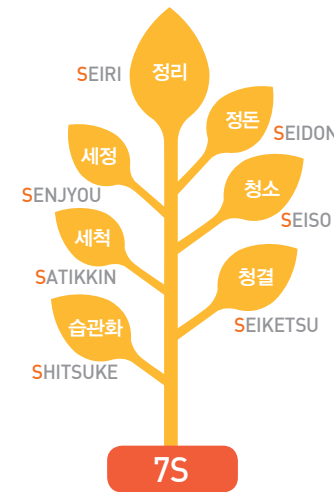 SEIRI
정리
정돈
SEIDON
세정
SENJYOU
청소
SEISO
세척
SATIKKIN
청결
SEIKETSU
습관화
SHITSUKE
7S